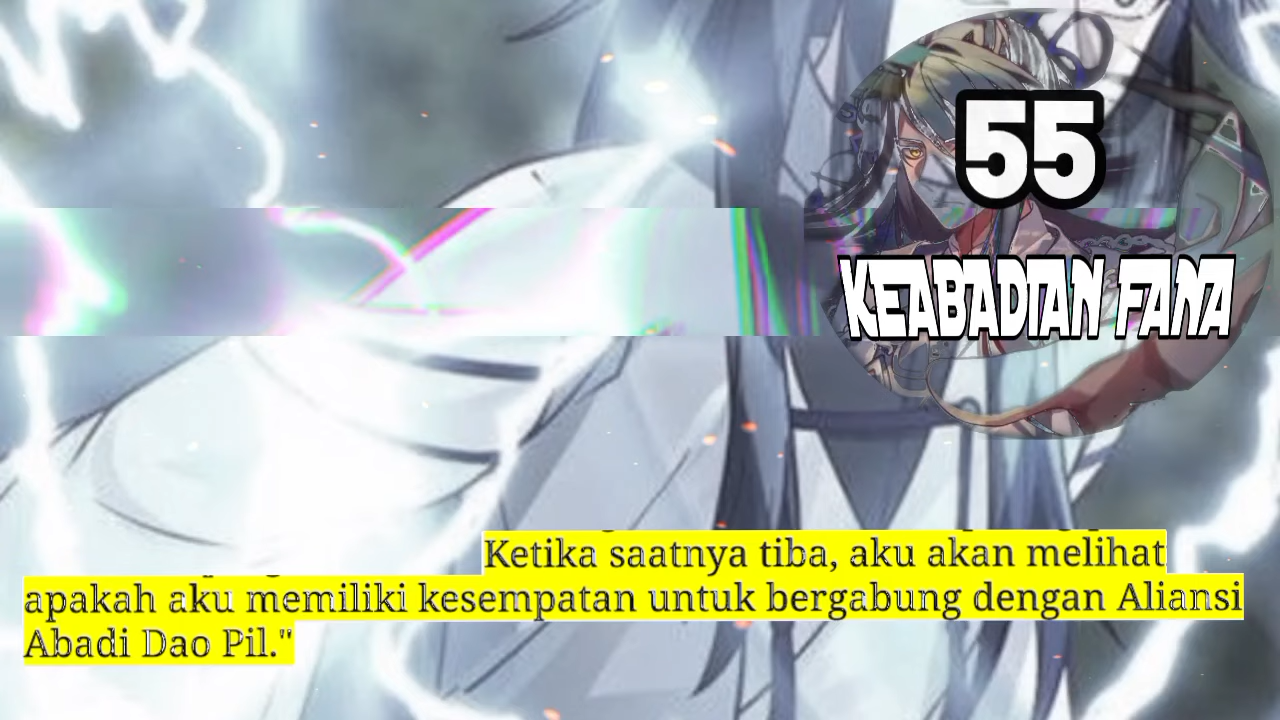 55
KEABADIAN FANA
Ketika saatnya tiba, aku akan melihat
apakah aku memiliki kesempatan untuk bergabung dengan Aliansi
Abadi Dao Pil."